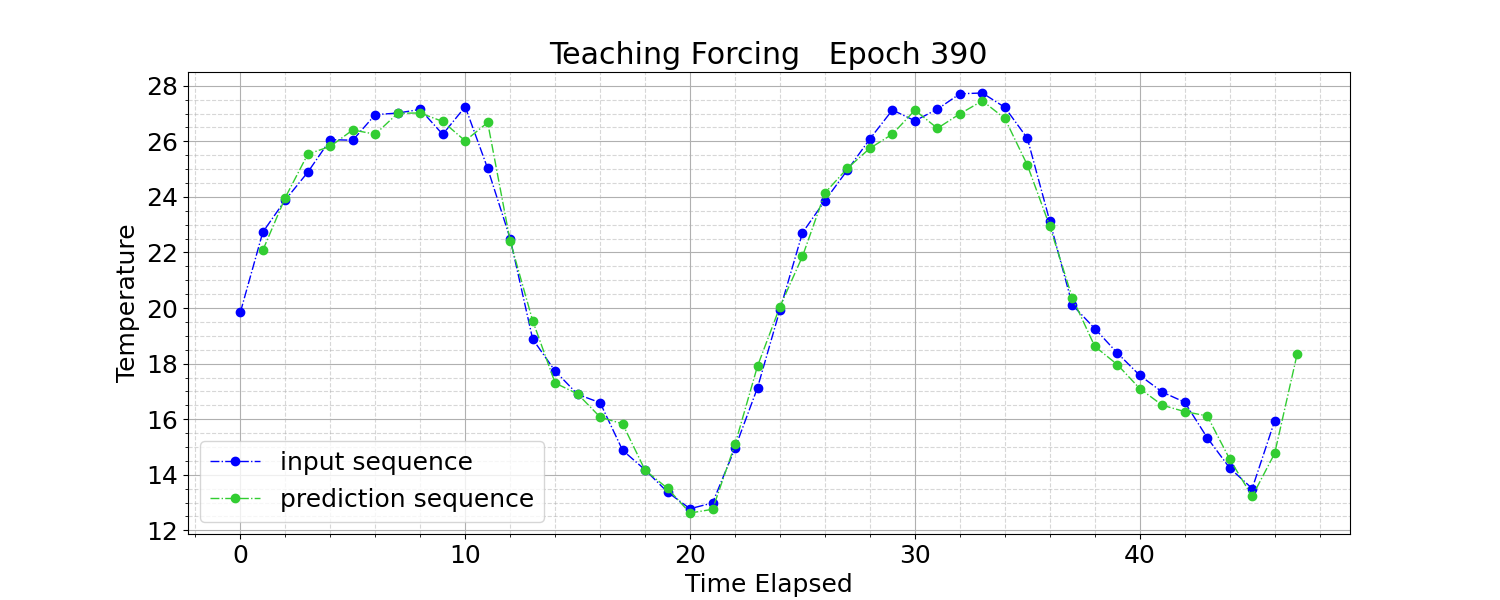 Teaching Forcing   Epoch 390
28
26
24
22
20
18
16
14
12
Temperature
input sequence
prediction sequence
0 10 20 30 40
Time Elapsed